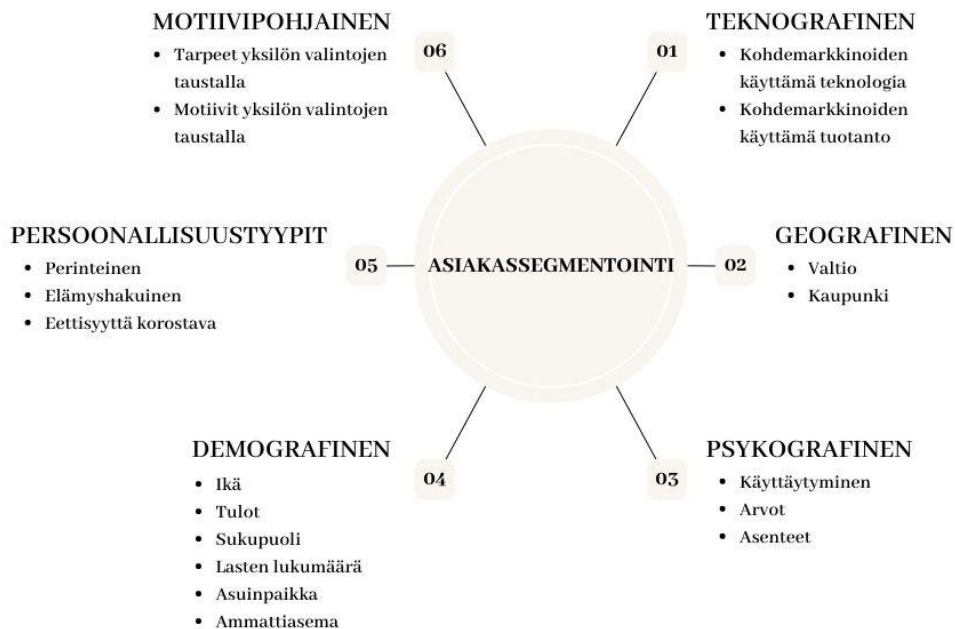 ASIAKASSEGMENTOINTI
01
TEKNOGRAFINEN
• Kohdemarkkinoiden
käyttämä teknologia
• Kohdemarkkinoiden
käyttämä tuotanto
02
GEOGRAFINEN
• Valtio
• Kaupunki
03
PSYKOGRAFINEN
• Käyttäytyminen
• Arvot
• Asenteet
04
DEMOGRAFINEN
• Ikä
• Tulot
• Sukupuoli
• Lasten lukumäärä
• Asuinpaikka
• Ammattiasema
05
PERSOONALLISUUSTYYPIT
• Perinteinen
• Elämyshakuinen
• Eettisyyttä korostava
06
MOTIIVIPOHJAINEN
• Tarpeet yksilön valintojen
taustalla
• Motiivit yksilön valintojen
taustalla